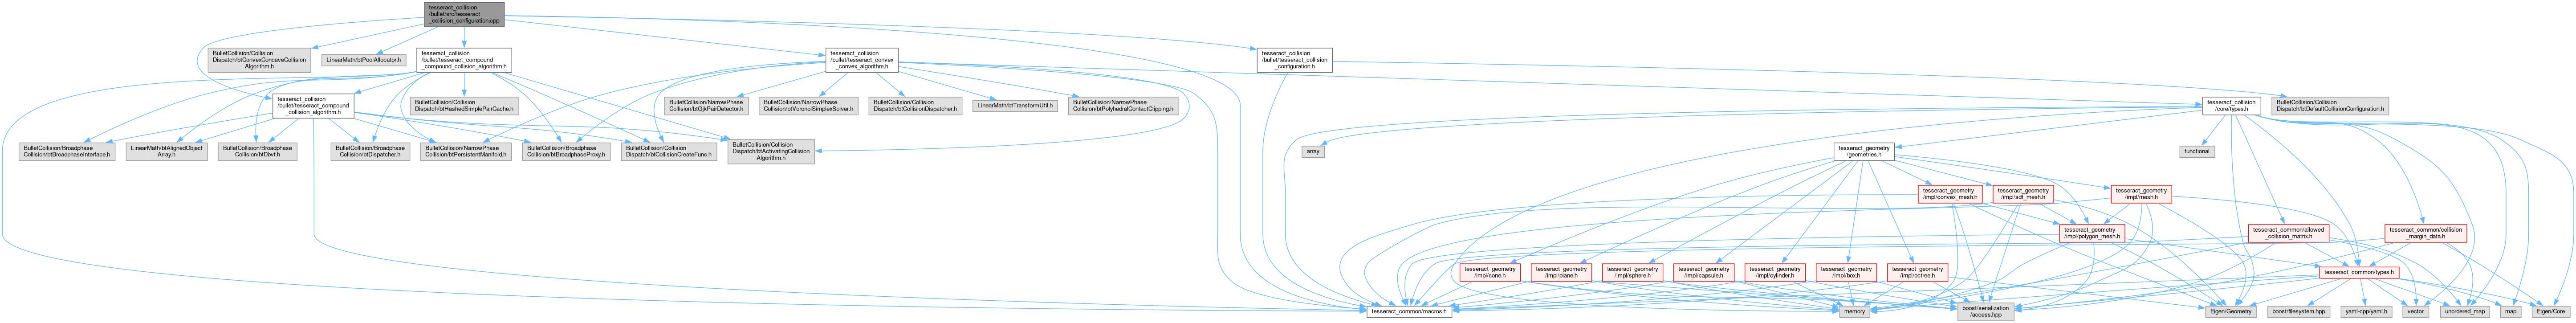 tesseract_collision
/bullet/src/tesseract
_collision_configuration.cpp
BulletCollision/Collision
Dispatch/btConvexConcaveCollision
Algorithm.h
LinearMath/btPoolAllocator.h
tesseract_collision
/bullet/tesseract_compound
_compound_collision_algorithm.h
tesseract_collision
/bullet/tesseract_convex
_convex_algorithm.h
tesseract_collision
/bullet/tesseract_collision
_configuration.h
tesseract_collision
/bullet/tesseract_compound
_collision_algorithm.h
BulletCollision/Collision
Dispatch/btHashedSimplePairCache.h
BulletCollision/NarrowPhase
Collision/btGjkPairDetector.h
BulletCollision/NarrowPhase
Collision/btVoronoiSimplexSolver.h
BulletCollision/Collision
Dispatch/btCollisionDispatcher.h
LinearMath/btTransformUtil.h
BulletCollision/NarrowPhase
Collision/btPolyhedralContactClipping.h
tesseract_collision
/core/types.h
BulletCollision/Collision
Dispatch/btDefaultCollisionConfiguration.h
BulletCollision/Broadphase
Collision/btBroadphaseInterface.h
LinearMath/btAlignedObject
Array.h
BulletCollision/Broadphase
Collision/btDbvt.h
BulletCollision/Broadphase
Collision/btDispatcher.h
BulletCollision/NarrowPhase
Collision/btPersistentManifold.h
BulletCollision/Broadphase
Collision/btBroadphaseProxy.h
BulletCollision/Collision
Dispatch/btCollisionCreateFunc.h
BulletCollision/Collision
Dispatch/btActivatingCollision
Algorithm.h
array
tesseract_geometry
/geometries.h
functional
tesseract_geometry
/impl/convex_mesh.h
tesseract_geometry
/impl/sdf_mesh.h
tesseract_geometry
/impl/mesh.h
tesseract_geometry
/impl/polygon_mesh.h
tesseract_common/allowed
_collision_matrix.h
tesseract_common/collision
_margin_data.h
tesseract_geometry
/impl/cone.h
tesseract_geometry
/impl/plane.h
tesseract_geometry
/impl/sphere.h
tesseract_geometry
/impl/capsule.h
tesseract_geometry
/impl/cylinder.h
tesseract_geometry
/impl/box.h
tesseract_geometry
/impl/octree.h
tesseract_common/types.h
tesseract_common/macros.h
memory
boost/serialization
/access.hpp
Eigen/Geometry
boost/filesystem.hpp
yaml-cpp/yaml.h
vector
unordered_map
map
Eigen/Core